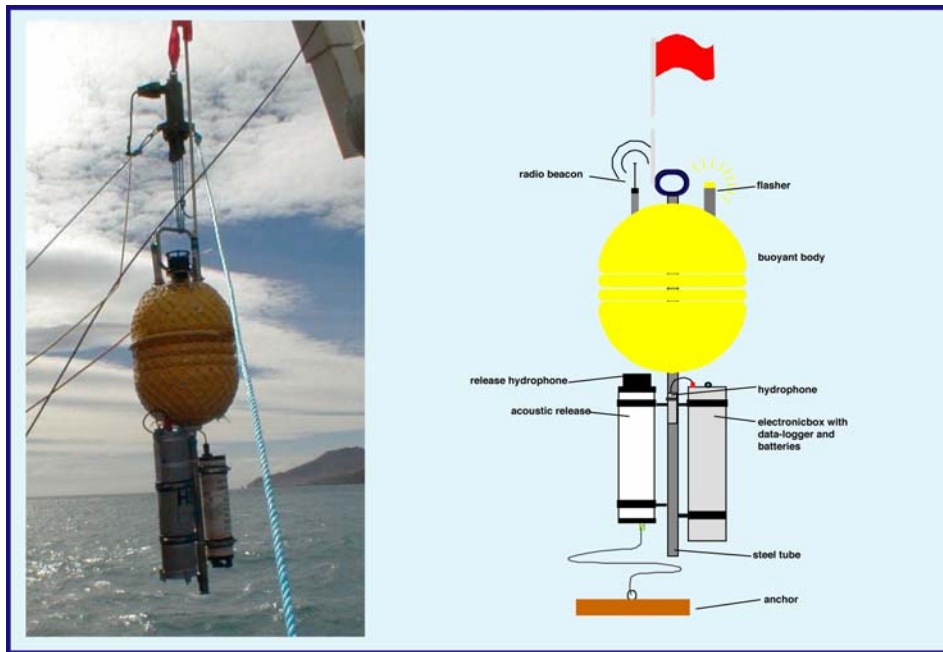 radio beacon
flasher
buoyant body
release hydrophone
hydrophone
acoustic release
electronicbox with
data-logger and
batteries
steel tube
anchor